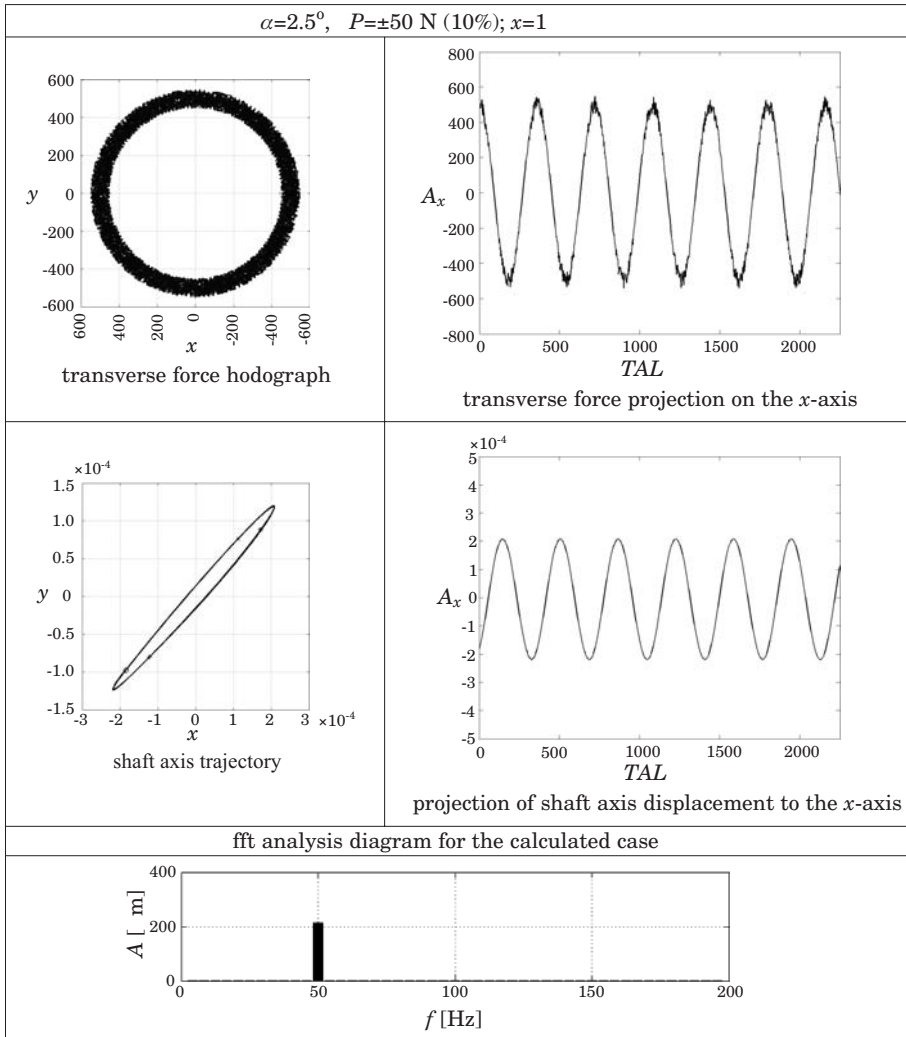 α=2.5°, P=±50 N (10%); x=1
600
400
200
0
-200
-400
-600
y
600
400
200
0
-200
-400
-600
x
transverse force hodograph
800
600
400
200
0
-200
-400
-600
-800
Ax
0 500 1000 1500 2000
TAL
transverse force projection on the x-axis
×10-4
1.5
1.0
0.5
0
-0.5
-1.0
-1.5
y
-3 -2 -1 0 1 2 3 ×10-4
x
shaft axis trajectory
×10-4
5
4
3
2
1
0
-1
-2
-3
-4
-5
Ax
0 500 1000 1500 2000
TAL
projection of shaft axis displacement to the x-axis
fft analysis diagram for the calculated case
400
200
0
A [ m]
0 50 100 150 200
f [Hz]